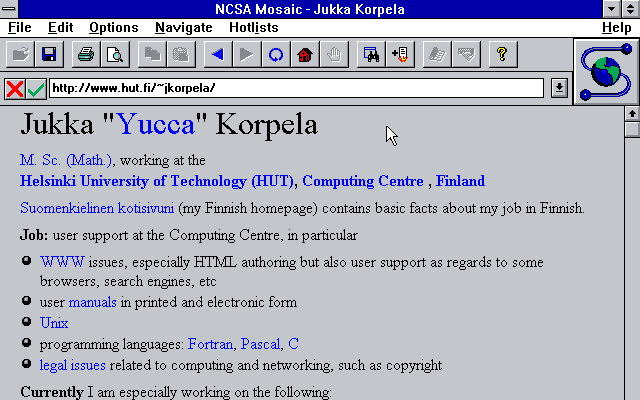 NCSA Mosaic - Jukka Korpela
File Edit Options Navigate Hotlists Help
http://www.hut.fi/~jkorpela/
Jukka "Yucca" Korpela
M. Sc. (Math.), working at the
Helsinki University of Technology (HUT), Computing Centre , Finland
Suomenkielinen kotisivuni (my Finnish homepage) contains basic facts about my job in Finnish.
Job: user support at the Computing Centre, in particular
WWW issues, especially HTML authoring but also user support as regards to some
browsers, search engines, etc
user manuals in printed and electronic form
Unix
programming languages: Fortran, Pascal, C
legal issues related to computing and networking, such as copyright
Currently I am especially working on the following: